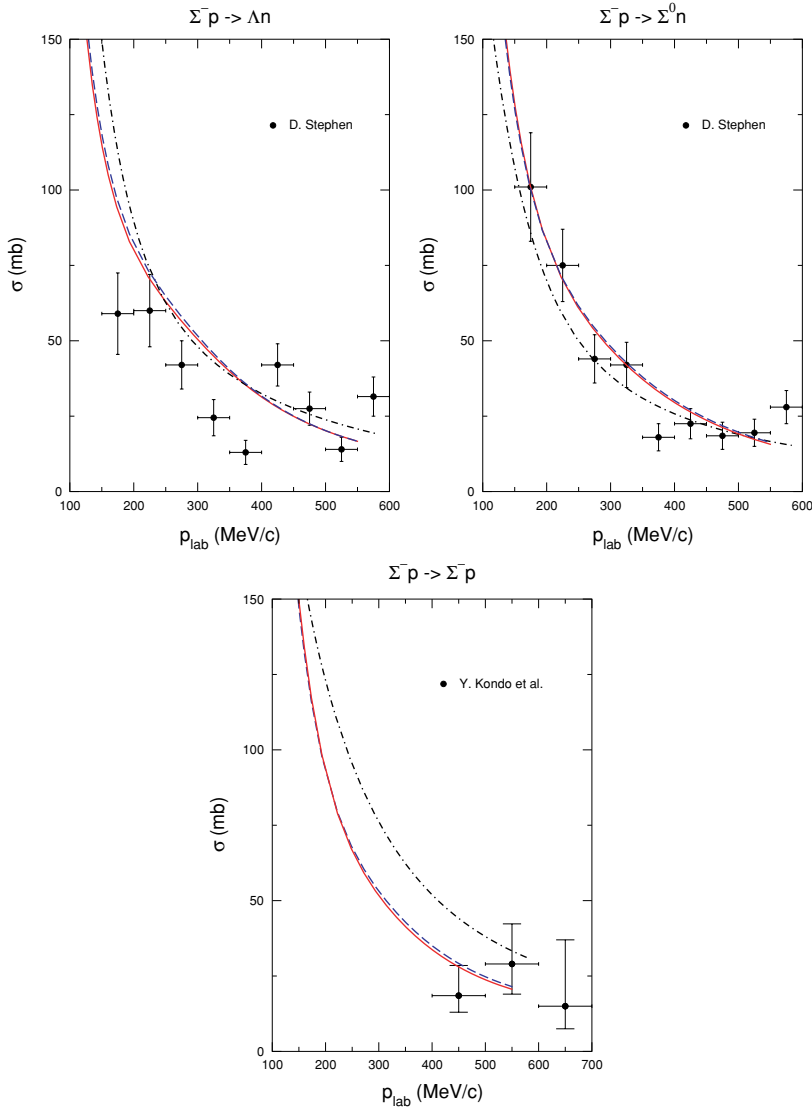 Σ⁻p -> Λn
150
100
50
0
σ (mb)
D. Stephen
100 200 300 400 500 600
p_lab (MeV/c)
Σ⁻p -> Σ⁰n
150
100
50
0
σ (mb)
D. Stephen
100 200 300 400 500 600
p_lab (MeV/c)
Σ⁻p -> Σ⁻p
150
100
50
0
σ (mb)
Y. Kondo et al.
100 200 300 400 500 600 700
p_lab (MeV/c)